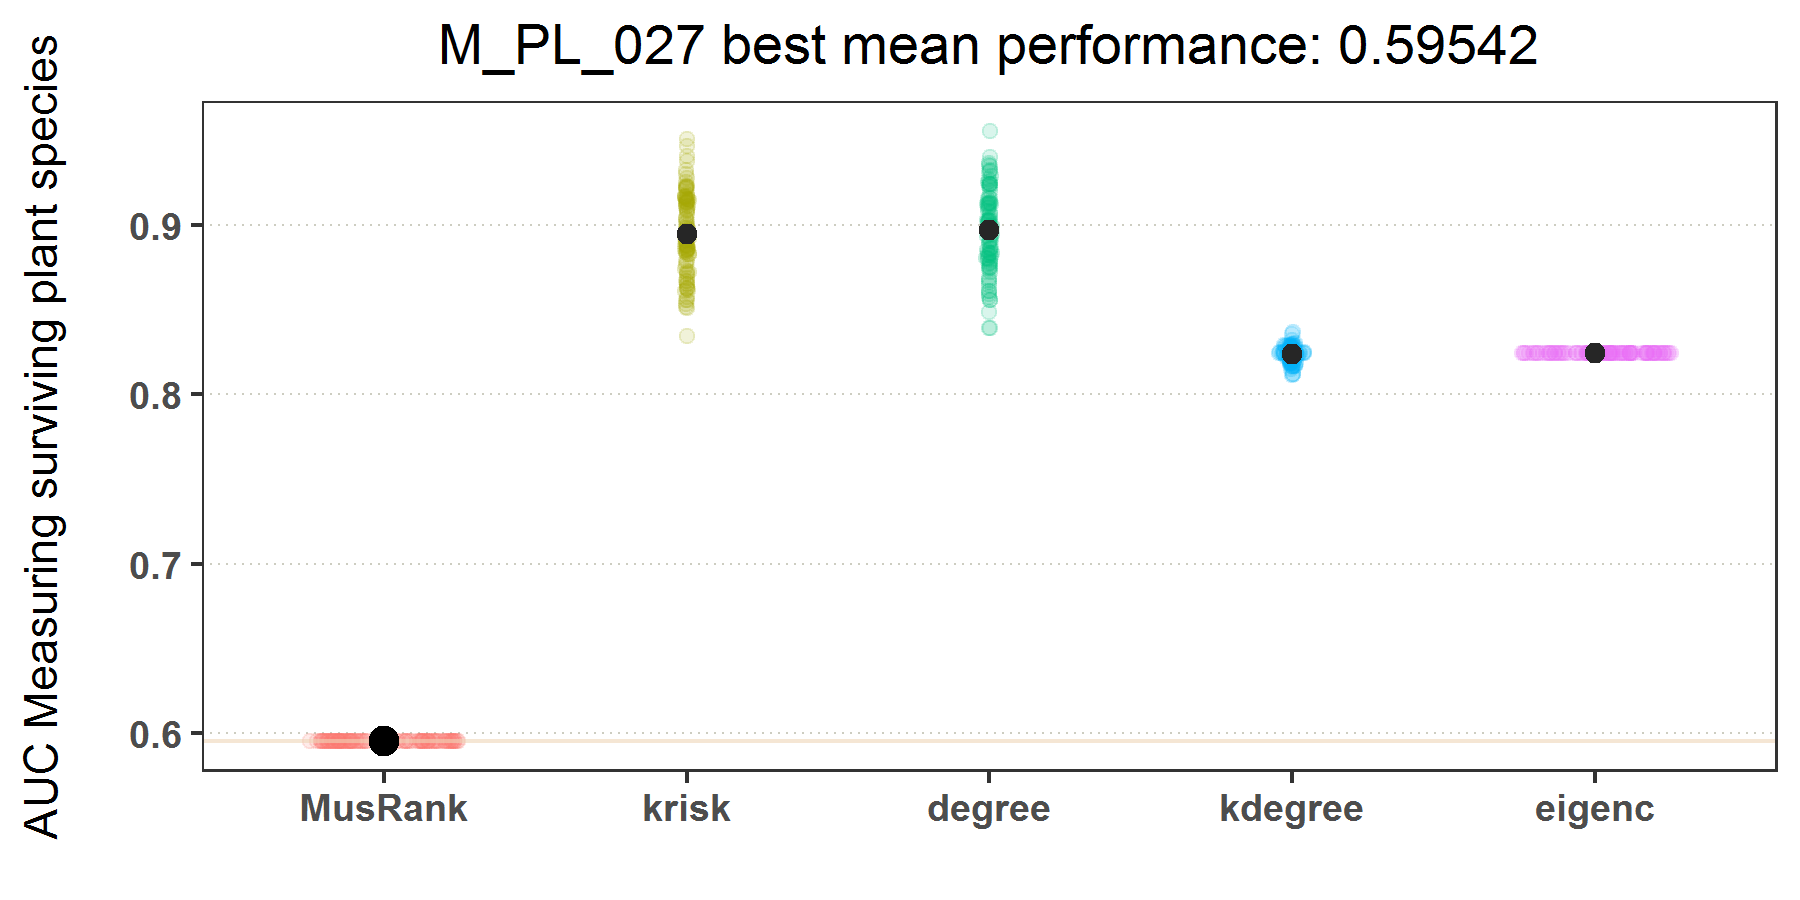 M_PL_027 best mean performance: 0.59542
AUC Measuring surviving plant species
0.9
0.8
0.7
0.6
MusRank krisk degree kdegree eigenc